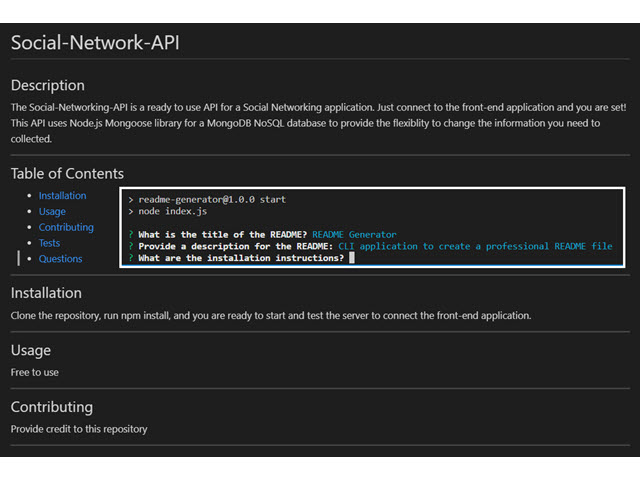 Social-Network-API
Description
The Social-Networking-API is a ready to use API for a Social Networking application. Just connect to the front-end application and you are set!
This API uses Node.js Mongoose library for a MongoDB NoSQL database to provide the flexiblity to change the information you need to
collected.
Table of Contents
Installation
Usage
Contributing
Tests
Questions
> readme-generator@1.0.0 start
> node index.js
? What is the title of the README? README Generator
? Provide a description for the README: CLI application to create a professional README file
? What are the installation instructions?
Installation
Clone the repository, run npm install, and you are ready to start and test the server to connect the front-end application.
Usage
Free to use
Contributing
Provide credit to this repository